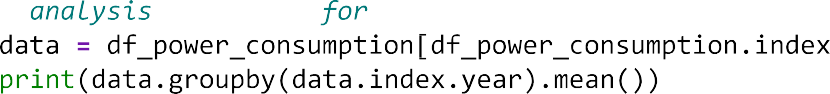 analysis for
data = df_power_consumption[df_power_consumption.index
print(data.groupby(data.index.year).mean())